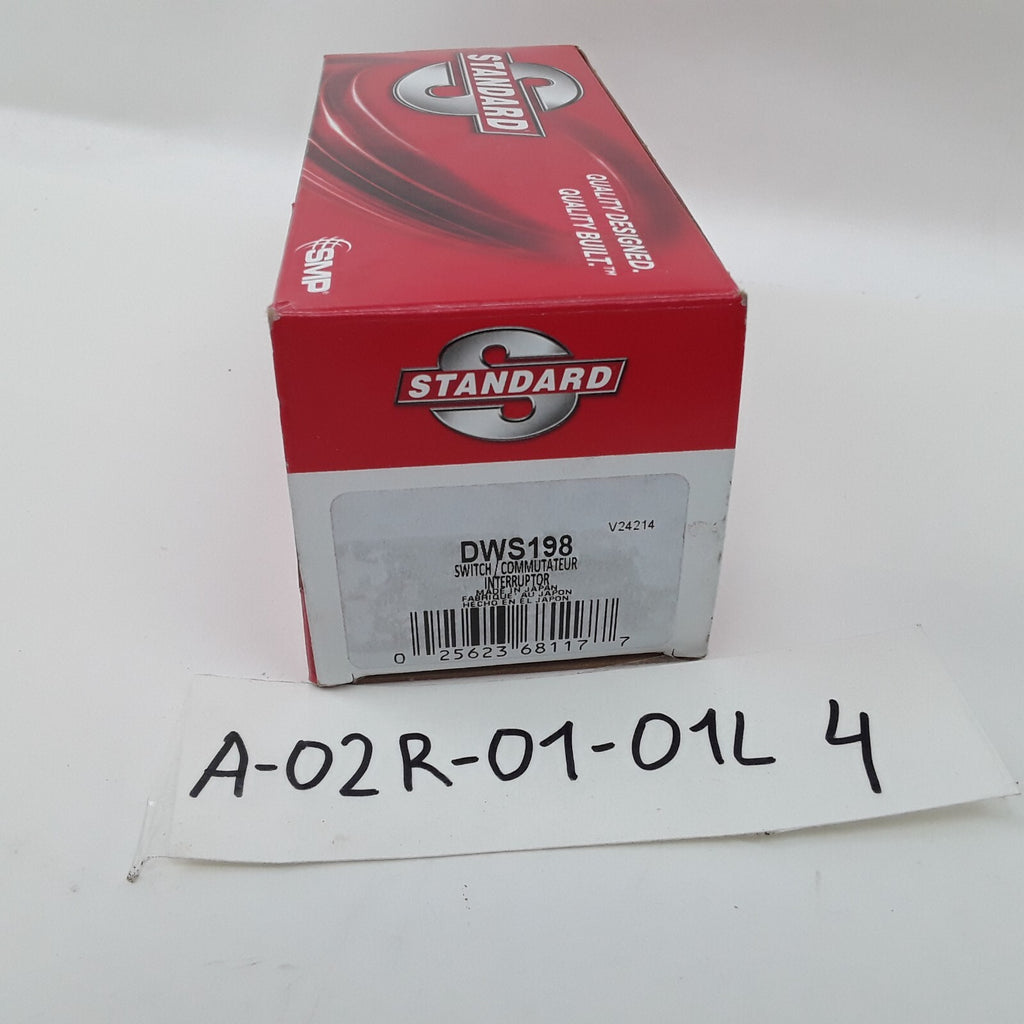 STANDARD
QUALITY DESIGNED.
QUALITY BUILT.™
SMP
STANDARD
V24214
DWS198
SWITCH / COMMUTATEUR
INTERRUPTOR
MADE IN JAPAN
FABRIQUE AU JAPON
HECHO EN EL JAPON
0 25623 68117 7
A-02R-01-01L 4